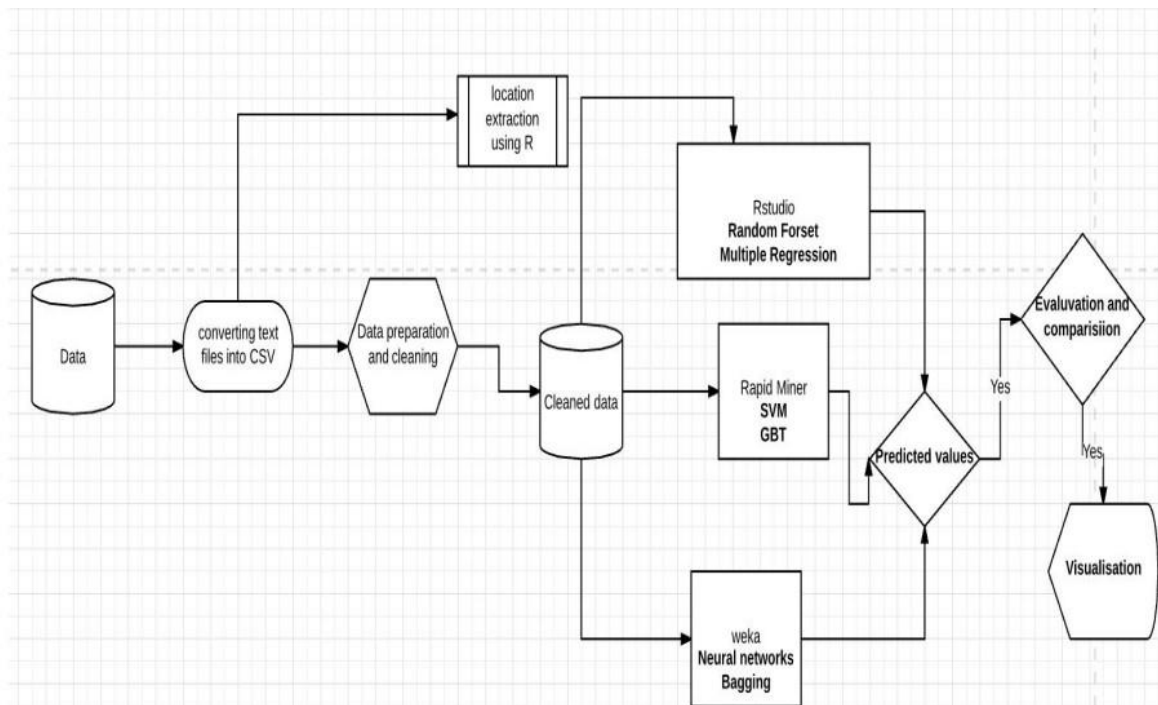 location
extraction
using R
Rstudio
Random Forset
Multiple Regression
Data
converting text
files into CSV
Data preparation
and cleaning
Cleaned data
Rapid Miner
SVM
GBT
weka
Neural networks
Bagging
Predicted values
Yes
Evaluvation and
comparisiion
Yes
Visualisation